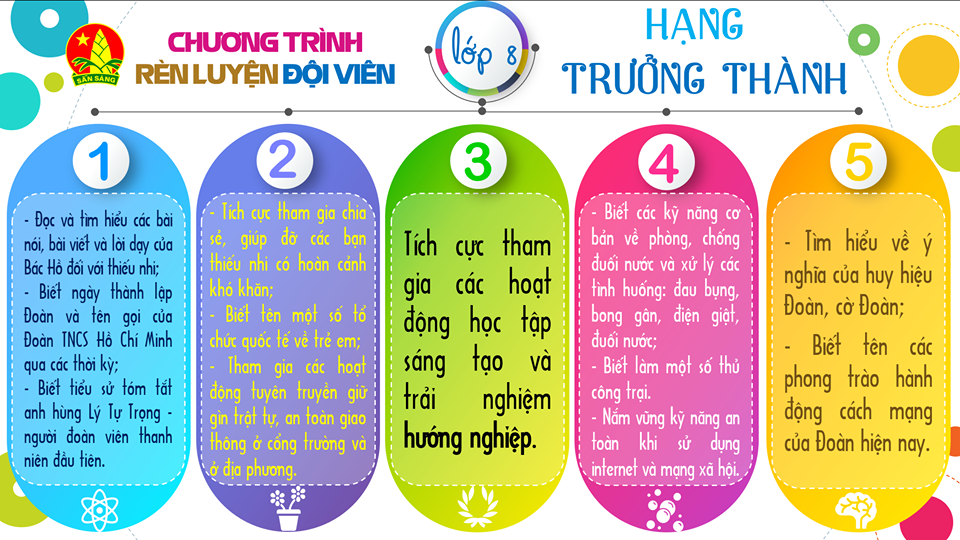 SẴN SÀNG
CHƯƠNG TRÌNH
RÈN LUYỆN ĐỘI VIÊN
lớp 8
HẠNG
TRƯỞNG THÀNH
1
- Đọc và tìm hiểu các bài
nói, bài viết và lời dạy của
Bác Hồ đối với thiếu nhi;
- Biết ngày thành lập
Đoàn và tên gọi của
Đoàn TNCS Hồ Chí Minh
qua các thời kỳ;
- Biết tiểu sử tóm tắt
anh hùng Lý Tự Trọng -
người đoàn viên thanh
niên đầu tiên.
2
- Tích cực tham gia chia
sẻ, giúp đỡ các bạn
thiếu nhi có hoàn cảnh
khó khăn;
- Biết tên một số tổ
chức quốc tế về trẻ em;
- Tham gia các hoạt
động tuyên truyền giữ
gìn trật tự, an toàn giao
thông ở cổng trường và
ở địa phương.
3
Tích cực tham
gia các hoạt
động học tập
sáng tạo và
trải nghiệm
hướng nghiệp.
4
- Biết các kỹ năng cơ
bản về phòng, chống
đuối nước và xử lý các
tình huống: đau bụng,
bong gân, điện giật,
đuối nước;
- Biết làm một số thủ
công trại.
- Nắm vững kỹ năng an
toàn khi sử dụng
internet và mạng xã hội.
5
- Tìm hiểu về ý
nghĩa của huy hiệu
Đoàn, cờ Đoàn;
- Biết tên các
phong trào hành
động cách mạng
của Đoàn hiện nay.